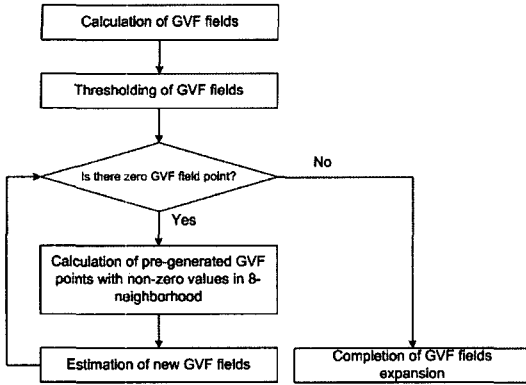 Calculation of GVF fields
Thresholding of GVF fields
Is there zero GVF field point?
No
Yes
Calculation of pre-generated GVF
points with non-zero values in 8-
neighborhood
Estimation of new GVF fields
Completion of GVF fields
expansion